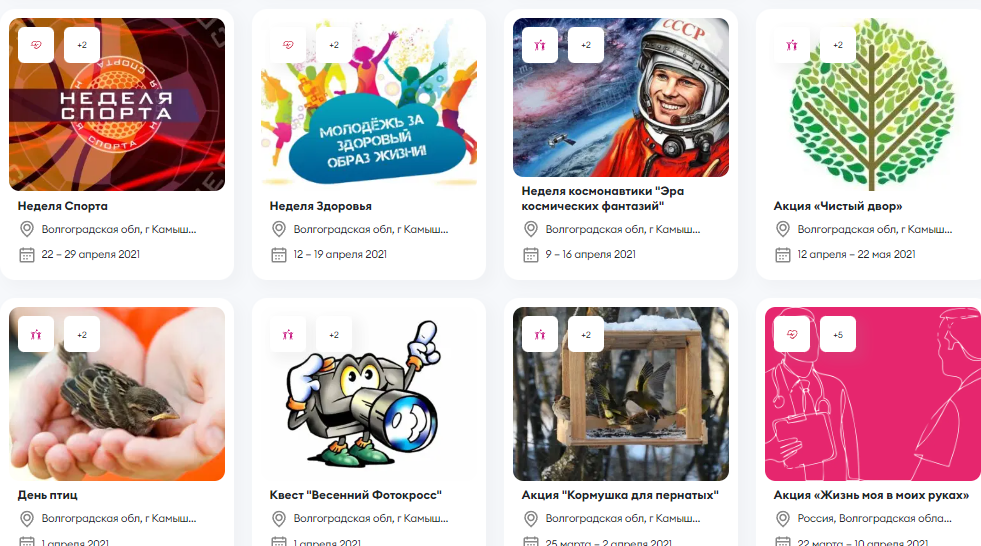 +2
НЕДЕЛЯ
СПОРТА
СПОРТА
Неделя Спорта
Волгоградская обл, г Камыш...
22 – 29 апреля 2021
+2
МОЛОДЁЖЬ ЗА
ЗДОРОВЫЙ
ОБРАЗ ЖИЗНИ!
Неделя Здоровья
Волгоградская обл, г Камыш...
12 – 19 апреля 2021
+2
СССР
Неделя космонавтики "Эра
космических фантазий"
Волгоградская обл, г Камыш...
9 – 16 апреля 2021
+2
Акция «Чистый двор»
Волгоградская обл, г Камыш...
12 апреля – 22 мая 2021
+2
День птиц
Волгоградская обл, г Камыш...
1 апреля 2021
+2
Квест "Весенний Фотокросс"
Волгоградская обл, г Камыш...
1 апреля 2021
+2
Акция "Кормушка для пернатых"
Волгоградская обл, г Камыш...
25 марта – 2 апреля 2021
+5
Акция «Жизнь моя в моих руках»
Россия, Волгоградская обла...
22 марта – 10 апреля 2021